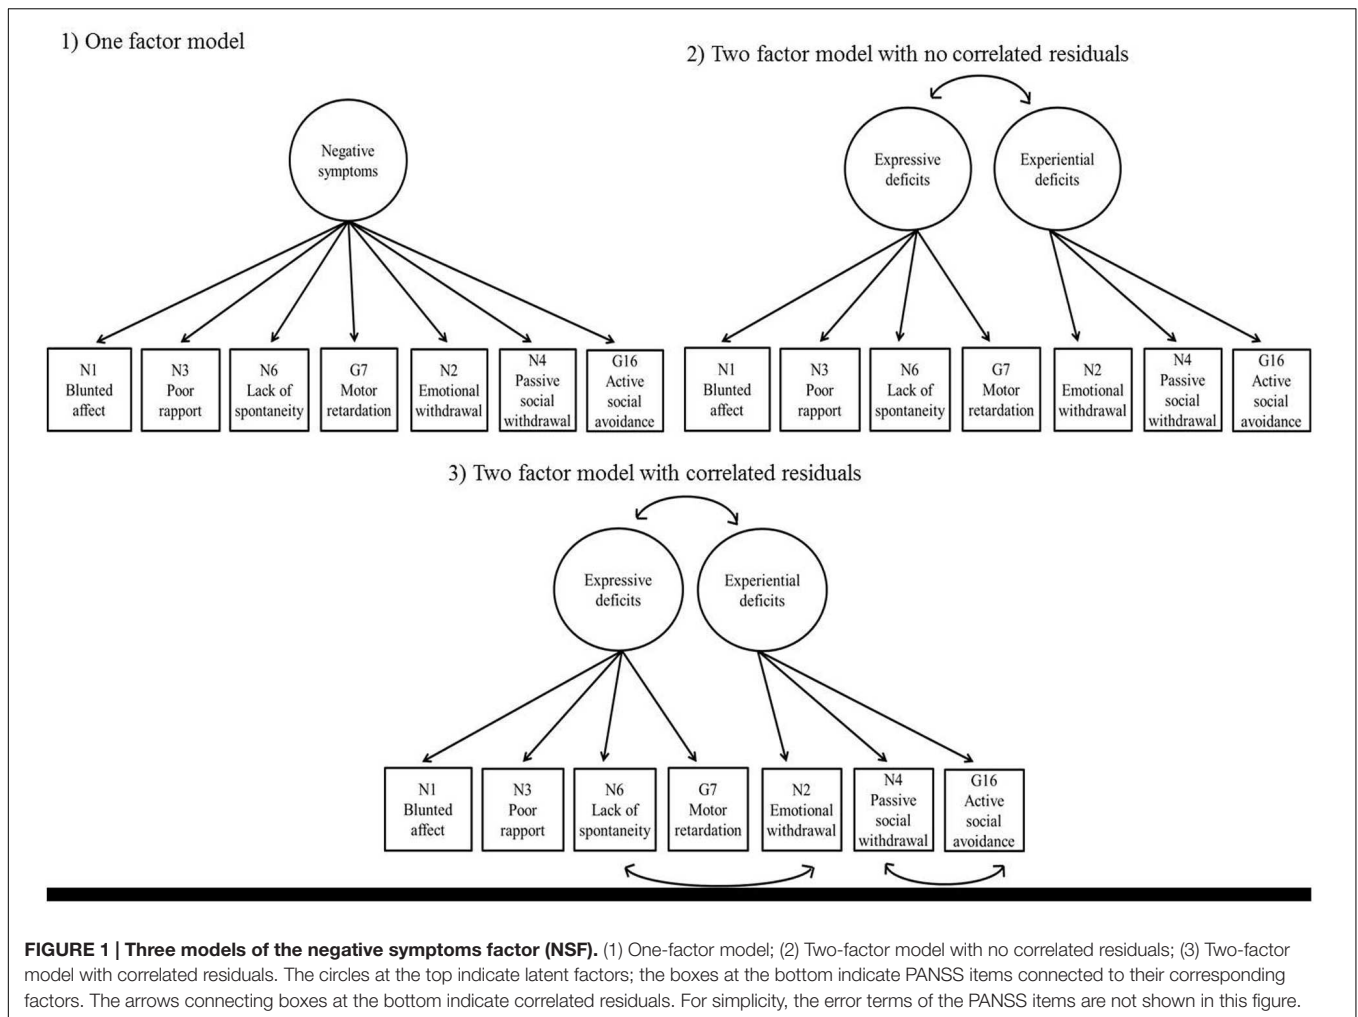 1) One factor model
Negative
symptoms
N1
Blunted
affect
N3
Poor
rapport
N6
Lack of
spontaneity
G7
Motor
retardation
N2
Emotional
withdrawal
N4
Passive
social
withdrawal
G16
Active
social
avoidance
2) Two factor model with no correlated residuals
Expressive
deficits
Experiential
deficits
N1
Blunted
affect
N3
Poor
rapport
N6
Lack of
spontaneity
G7
Motor
retardation
N2
Emotional
withdrawal
N4
Passive
social
withdrawal
G16
Active
social
avoidance
3) Two factor model with correlated residuals
Expressive
deficits
Experiential
deficits
N1
Blunted
affect
N3
Poor
rapport
N6
Lack of
spontaneity
G7
Motor
retardation
N2
Emotional
withdrawal
N4
Passive
social
withdrawal
G16
Active
social
avoidance
FIGURE 1 | Three models of the negative symptoms factor (NSF). (1) One-factor model; (2) Two-factor model with no correlated residuals; (3) Two-factor
model with correlated residuals. The circles at the top indicate latent factors; the boxes at the bottom indicate PANSS items connected to their corresponding
factors. The arrows connecting boxes at the bottom indicate correlated residuals. For simplicity, the error terms of the PANSS items are not shown in this figure.